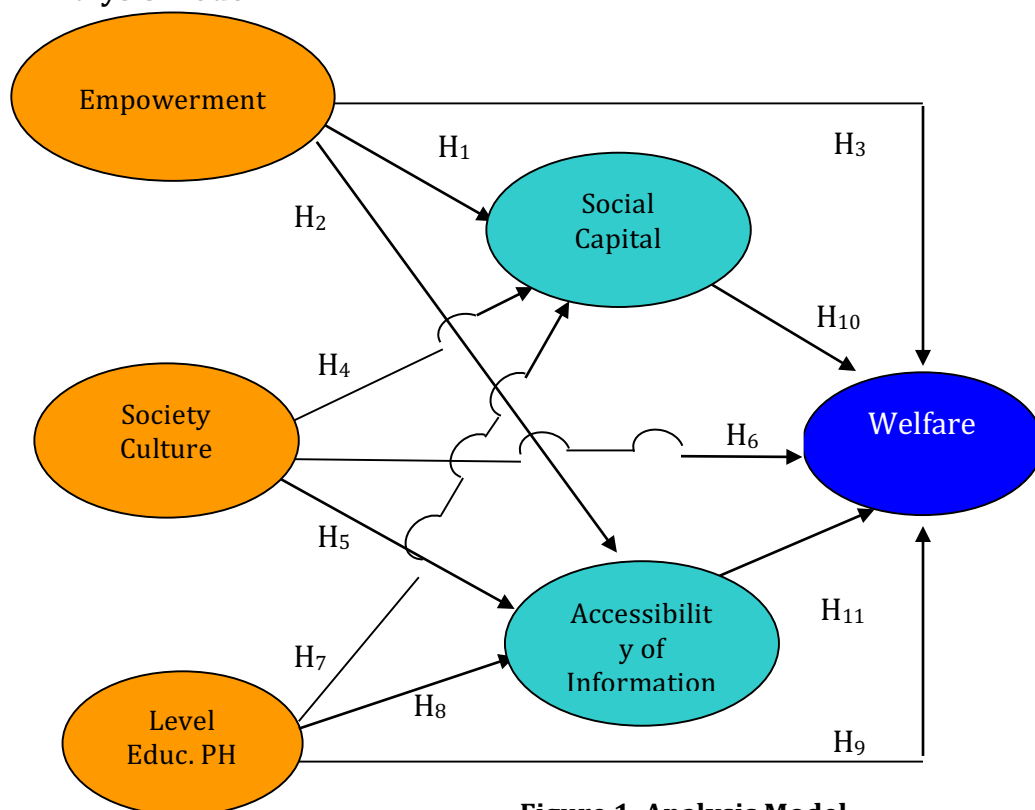 Empowerment
H1
H3
H2
Social
Capital
H10
H4
Society
Culture
Welfare
H6
H5
Accessibilit
y of
Information
H11
H7
H8
Level
Educ. PH
H9
Figure 1. Analysis Model